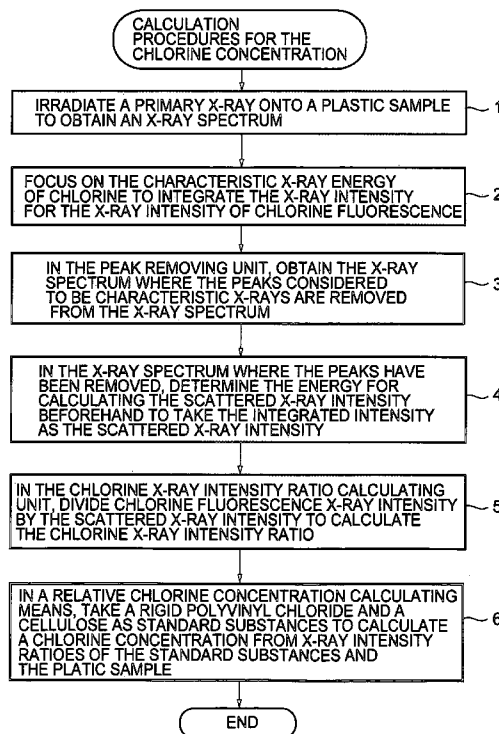 CALCULATION
PROCEDURES FOR THE
CHLORINE CONCENTRATION
IRRADIATE A PRIMARY X-RAY ONTO A PLASTIC SAMPLE
TO OBTAIN AN X-RAY SPECTRUM
1
FOCUS ON THE CHARACTERISTIC X-RAY ENERGY
OF CHLORINE TO INTEGRATE THE X-RAY INTENSITY
FOR THE X-RAY INTENSITY OF CHLORINE FLUORESCENCE
2
IN THE PEAK REMOVING UNIT, OBTAIN THE X-RAY
SPECTRUM WHERE THE PEAKS CONSIDERED
TO BE CHARACTERISTIC X-RAYS ARE REMOVED
FROM THE X-RAY SPECTRUM
3
IN THE X-RAY SPECTRUM WHERE THE PEAKS HAVE
BEEN REMOVED, DETERMINE THE ENERGY FOR
CALCULATING THE SCATTERED X-RAY INTENSITY
BEFOREHAND TO TAKE THE INTEGRATED INTENSITY
AS THE SCATTERED X-RAY INTENSITY
4
IN THE CHLORINE X-RAY INTENSITY RATIO CALCULATING
UNIT, DIVIDE CHLORINE FLUORESCENCE X-RAY INTENSITY
BY THE SCATTERED X-RAY INTENSITY TO CALCULATE
THE CHLORINE X-RAY INTENSITY RATIO
5
IN A RELATIVE CHLORINE CONCENTRATION CALCULATING
MEANS, TAKE A RIGID POLYVINYL CHLORIDE AND A
CELLULOSE AS STANDARD SUBSTANCES TO CALCULATE
A CHLORINE CONCENTRATION FROM X-RAY INTENSITY
RATIOES OF THE STANDARD SUBSTANCES AND
THE PLATIC SAMPLE
6
END